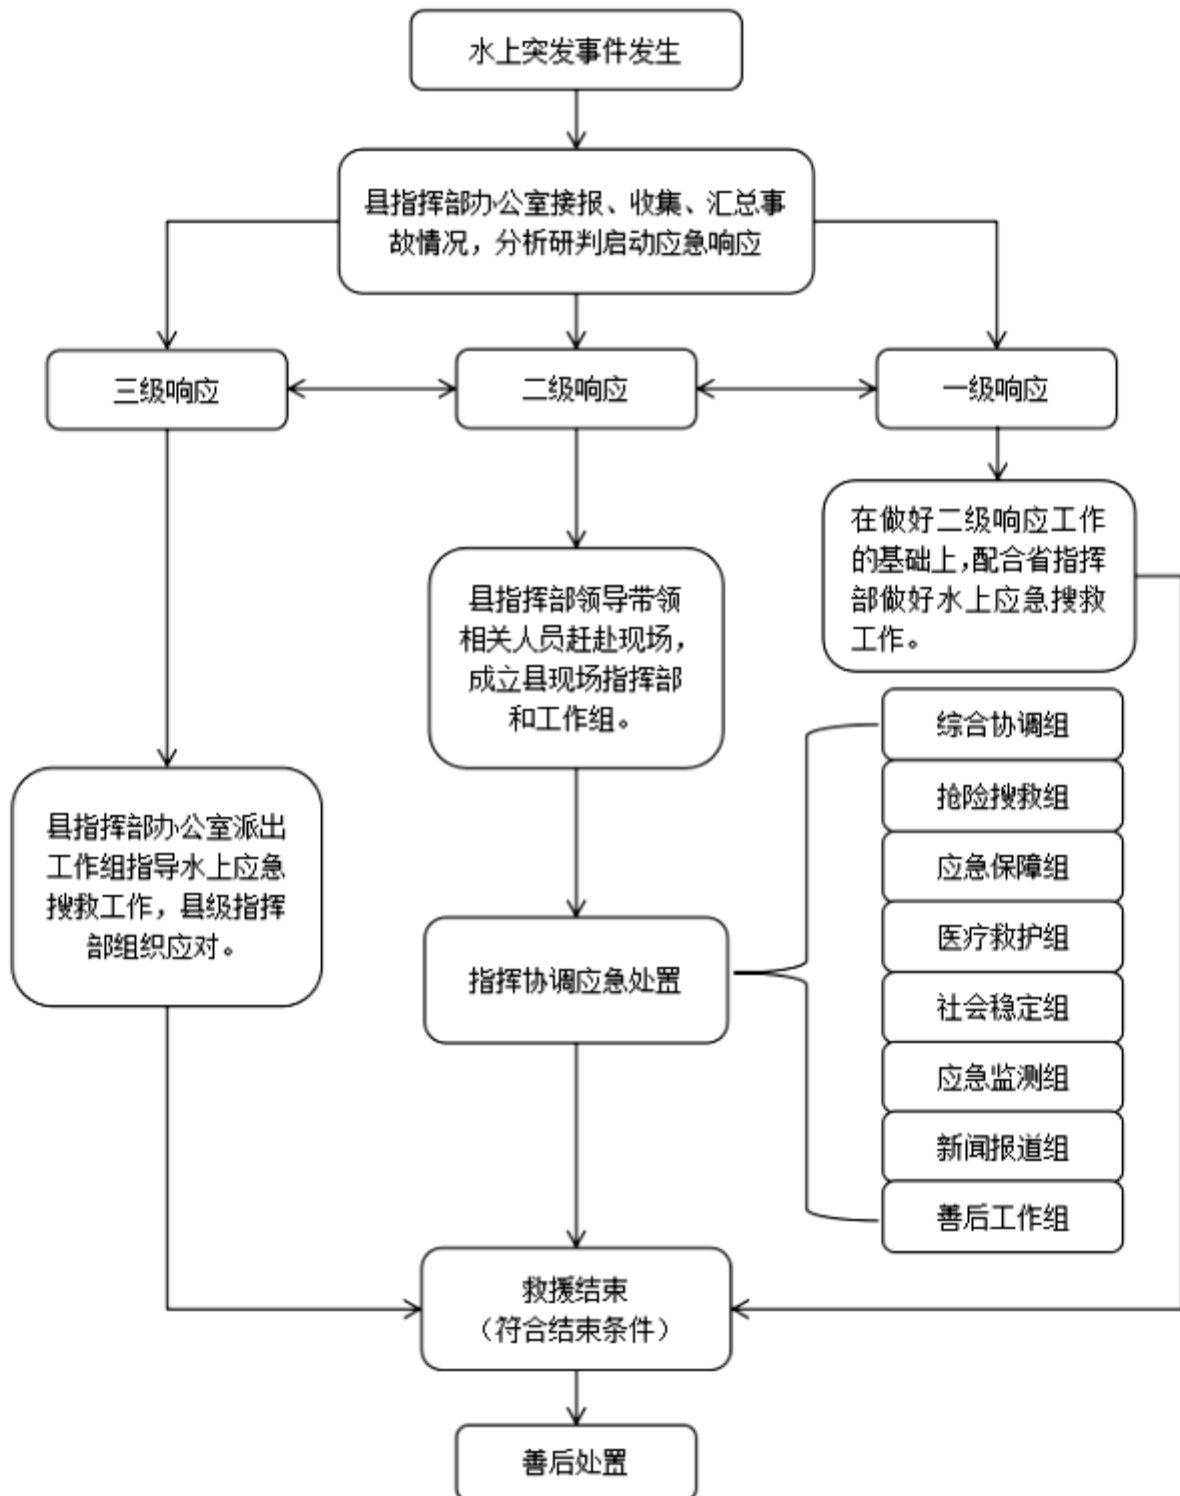 水上突发事件发生
县指挥部办公室接报、收集、汇总事
故情况，分析研判启动应急响应
三级响应
二级响应
一级响应
在做好二级响应工作
的基础上，配合省指挥
部做好水上应急搜救
工作。
县指挥部领导带领
相关人员赶赴现场，
成立县现场指挥部
和工作组。
县指挥部办公室派出
工作组指导水上应急
搜救工作，县级指挥
部组织应对。
指挥协调应急处置
综合协调组
抢险搜救组
应急保障组
医疗救护组
社会稳定组
应急监测组
新闻报道组
善后工作组
救援结束
（符合结束条件）
善后处置